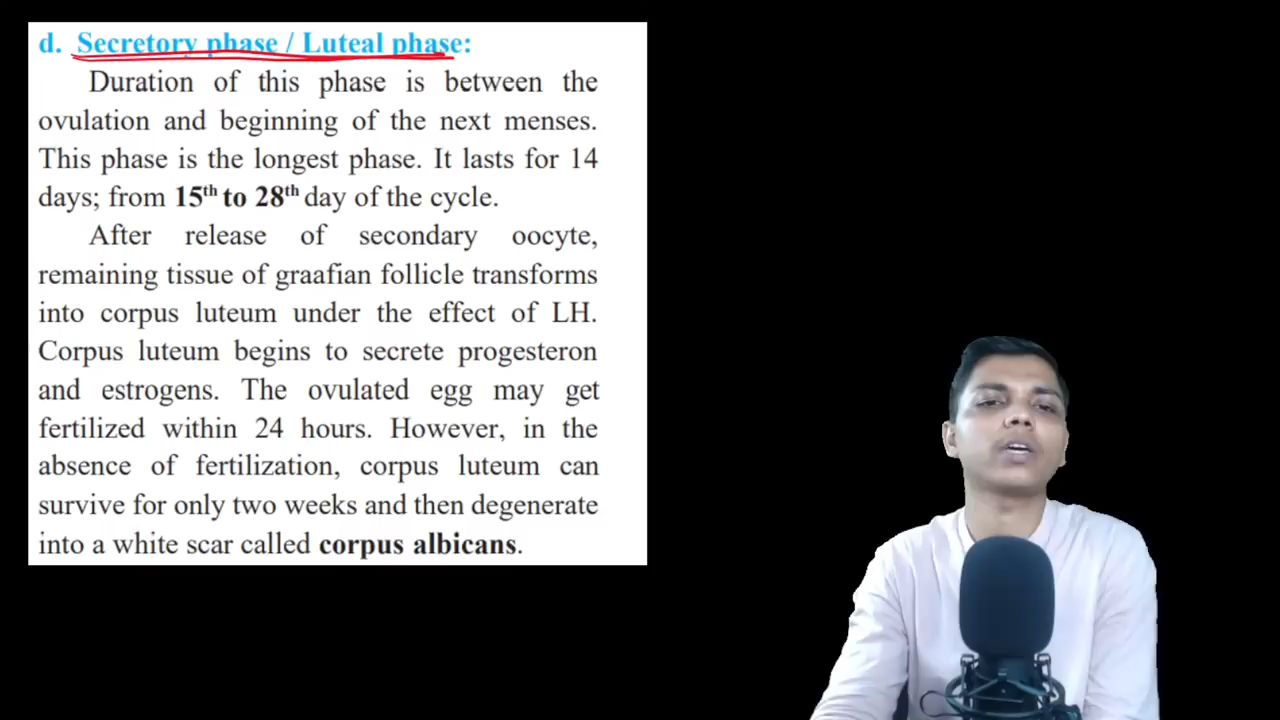 d. Secretory phase / Luteal phase:
Duration of this phase is between the
ovulation and beginning of the next menses.
This phase is the longest phase. It lasts for 14
days; from 15th to 28th day of the cycle.
After release of secondary oocyte,
remaining tissue of graafian follicle transforms
into corpus luteum under the effect of LH.
Corpus luteum begins to secrete progesteron
and estrogens. The ovulated egg may get
fertilized within 24 hours. However, in the
absence of fertilization, corpus luteum can
survive for only two weeks and then degenerate
into a white scar called corpus albicans.